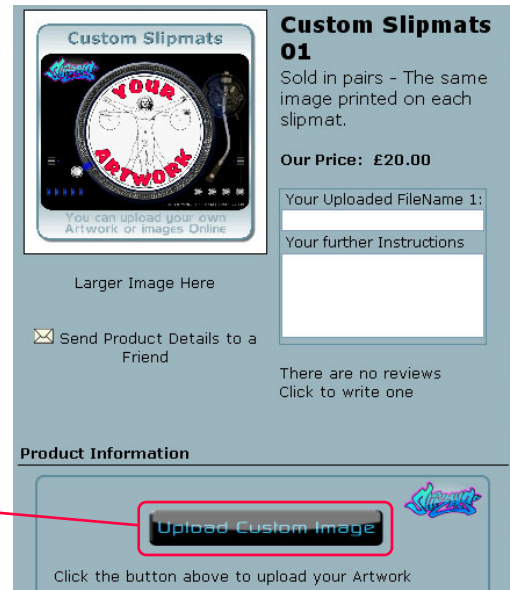 Custom Slipmats
YOUR
ARTWORK
You can upload your own
Artwork or images Online
Larger Image Here
Send Product Details to a
Friend
Custom Slipmats
01
Sold in pairs - The same
image printed on each
slipmat.
Our Price: £20.00
Your Uploaded FileName 1:
Your further Instructions
There are no reviews
Click to write one
Product Information
Upload Custom Image
Click the button above to upload your Artwork